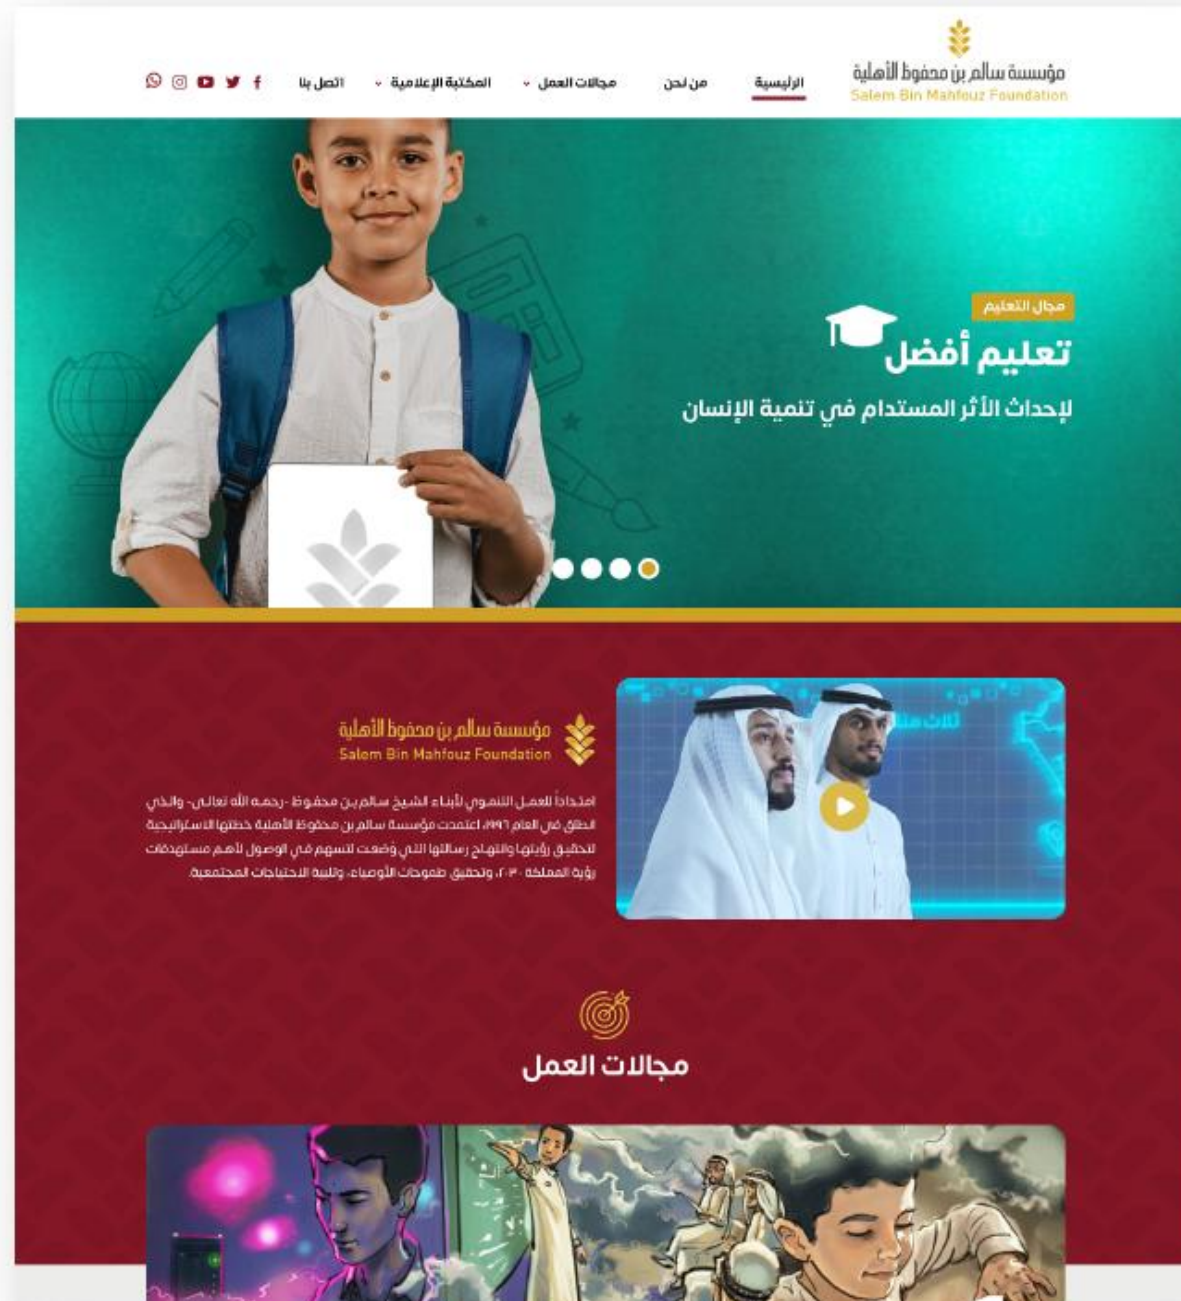 مؤسسة سالم بن محفوظ الأهلية
Salem Bin Mahfouz Foundation
الرئيسية
من نحن
مجالات العمل
المكتبة الإعلامية
اتصل بنا
مجال التعليم
تعليم أفضل
لإحداث الأثر المستدام في تنمية الإنسان
ثلاث
مؤسسة سالم بن محفوظ الأهلية
Salem Bin Mahfouz Foundation
امتداداً للعمل التنموي لأبناء الشيخ سالم بن محفوظ -رحمه الله تعالى- والذي
انطلق في العام ١٩٩٦، اعتمدت مؤسسة سالم بن محفوظ الأهلية خطتها الاستراتيجية
لتحقيق رؤيتها وانتهاج رسالتها التي وُضعت لتسهم في الوصول لأهم مستهدفات
رؤية المملكة ٢٠٣٠، وتحقيق طموحات الأوصياء، وتلبية الاحتياجات المجتمعية.
مجالات العمل